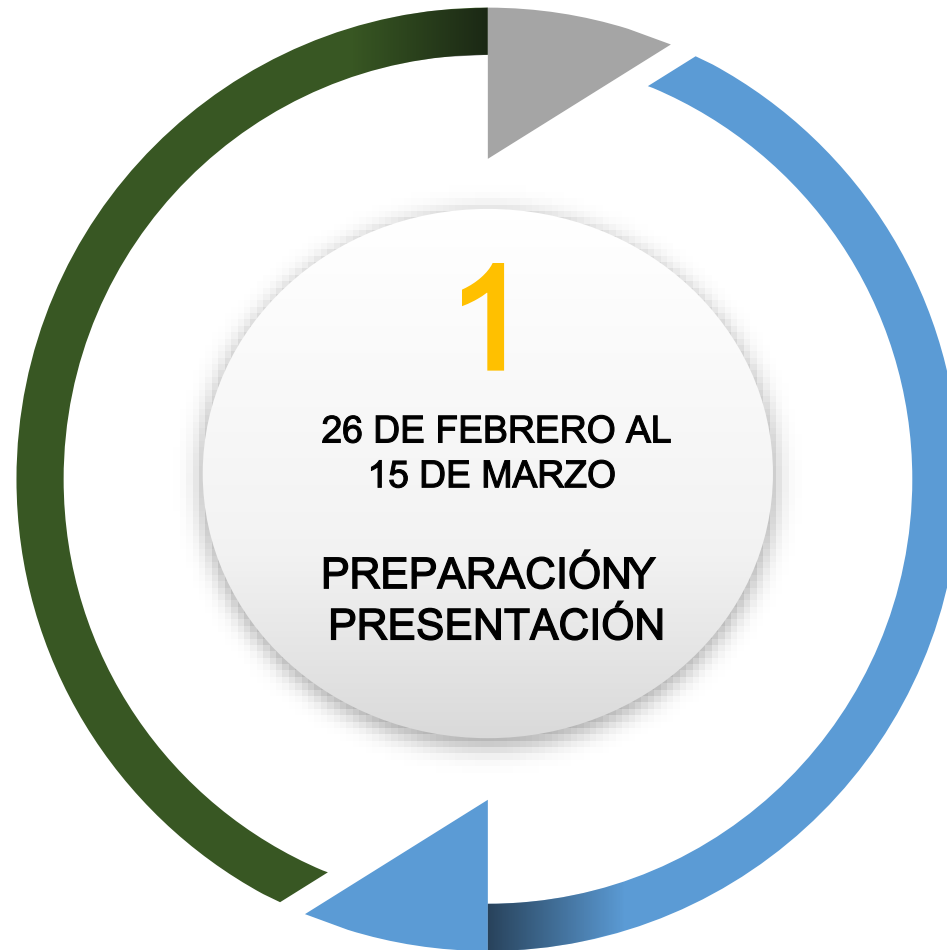 1
26 DE FEBRERO AL
15 DE MARZO
PREPARACIÓNY
PRESENTACIÓN